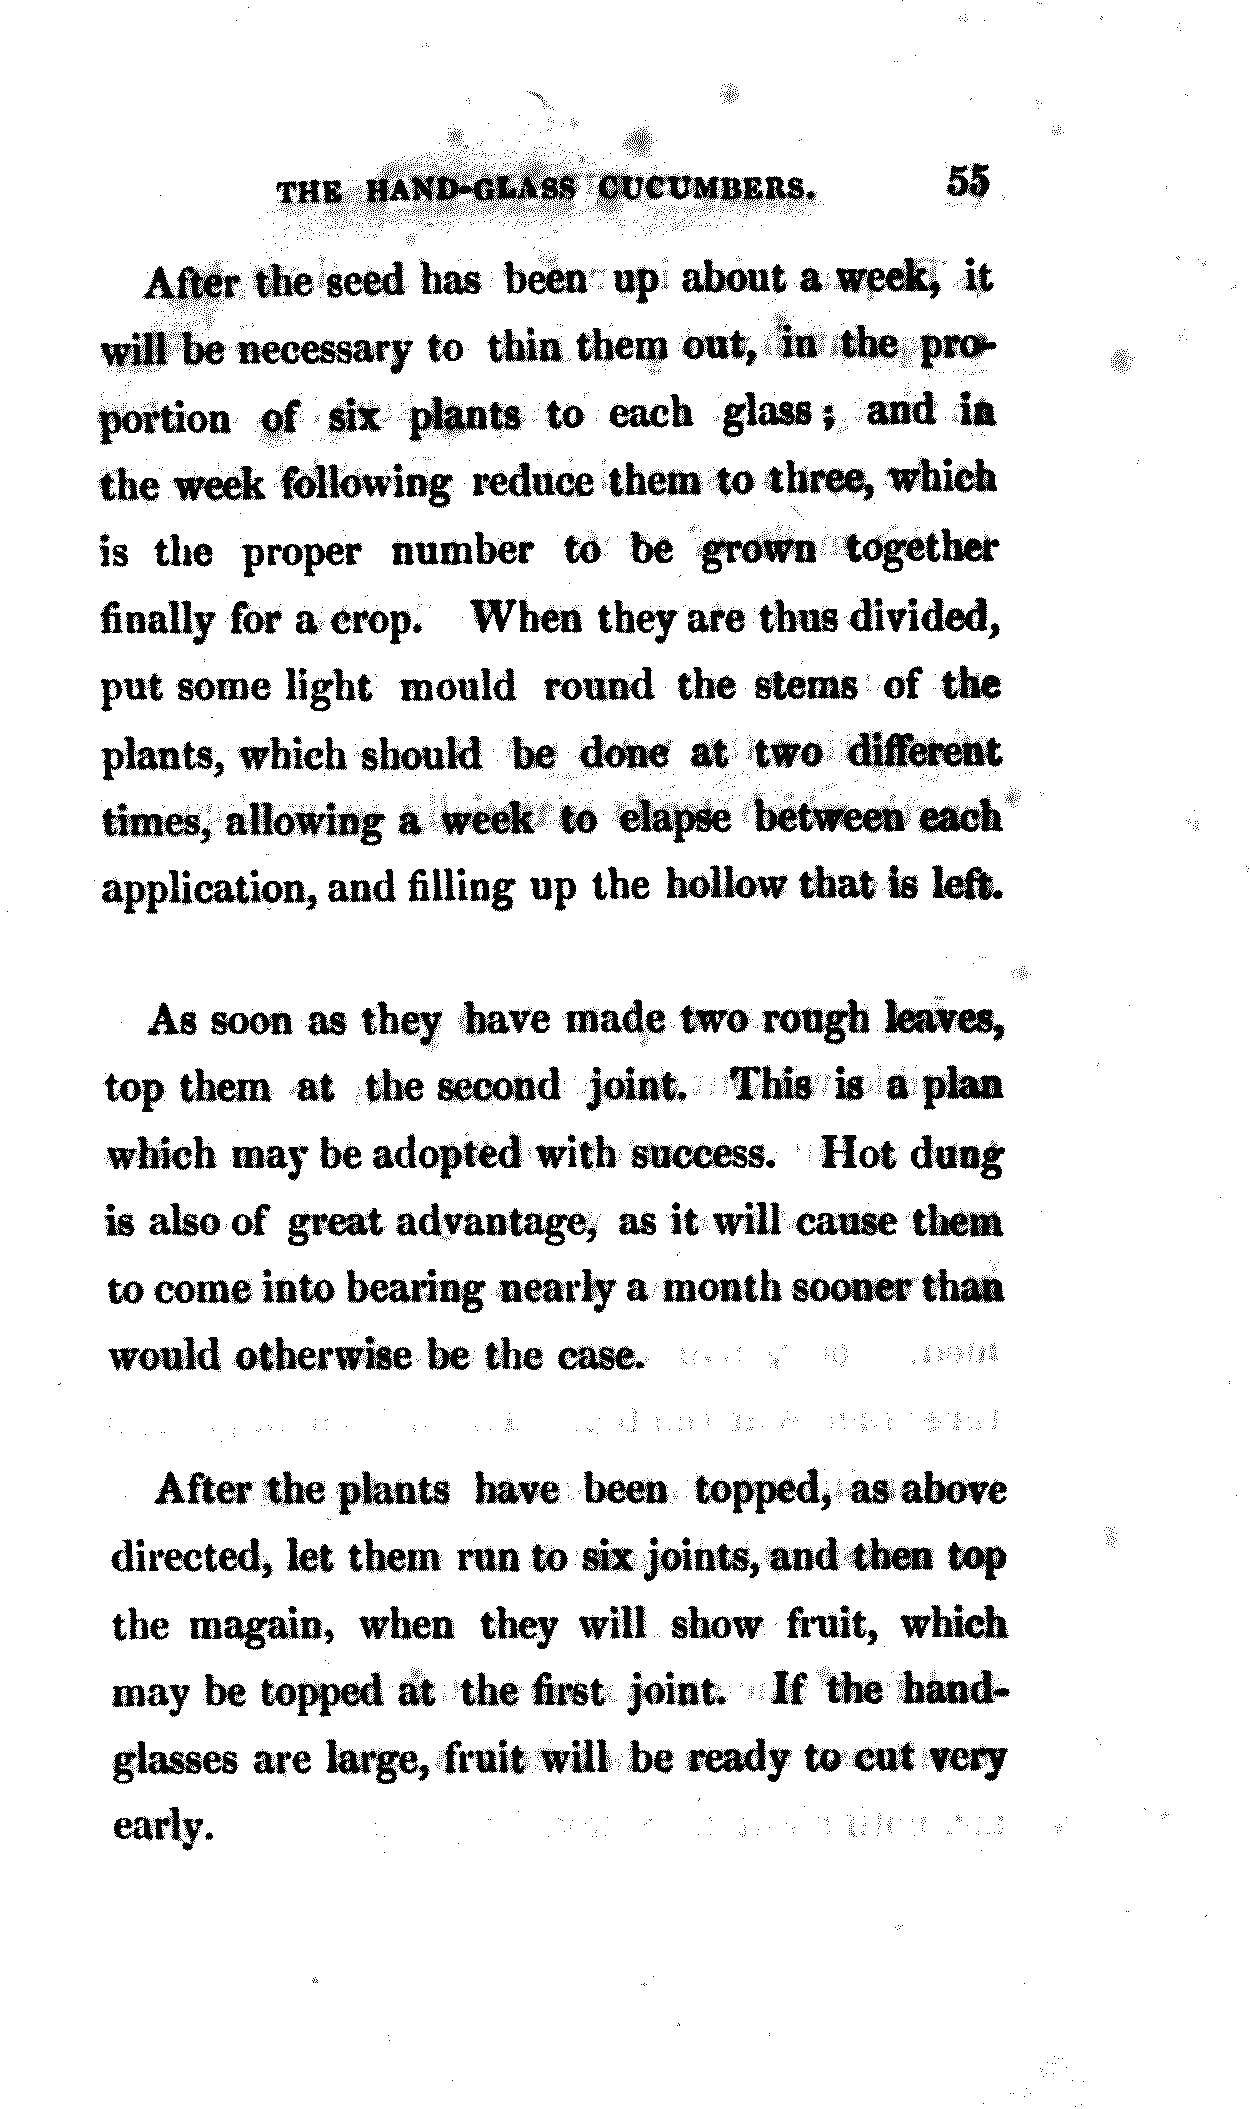 THE HAND-GLASS CUCUMBERS. 55
After the seed has been up about a week, it
will be necessary to thin them out, in the pro-
portion of six plants to each glass; and in
the week following reduce them to three, which
is the proper number to be grown together
finally for a crop. When they are thus divided,
put some light mould round the stems of the
plants, which should be done at two different
times, allowing a week to elapse between each
application, and filling up the hollow that is left.
As soon as they have made two rough leaves,
top them at the second joint. This is a plan
which may be adopted with success. Hot dung
is also of great advantage, as it will cause them
to come into bearing nearly a month sooner than
would otherwise be the case.
After the plants have been topped, as above
directed, let them run to six joints, and then top
the magain, when they will show fruit, which
may be topped at the first joint. If the hand-
glasses are large, fruit will be ready to cut very
early.